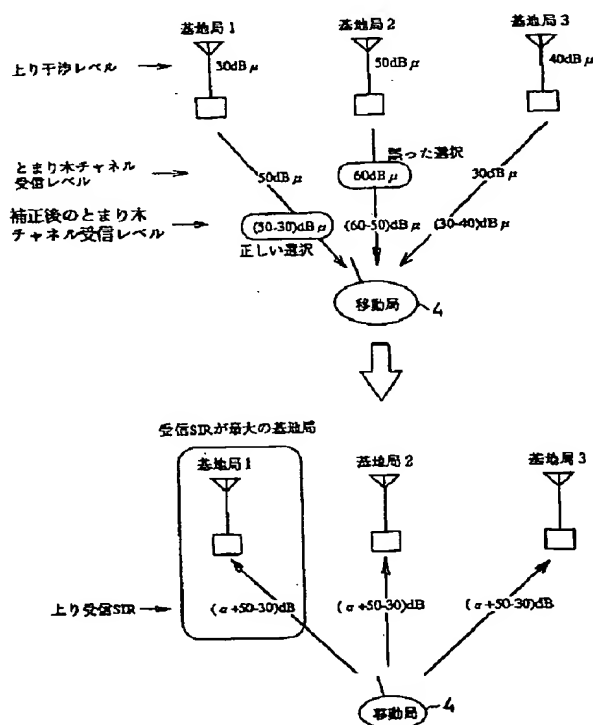 基地局1
基地局2
基地局3
上り干渉レベル
30dBμ
50dBμ
40dBμ
誤った選択
とまり木チャネル
受信レベル
50dBμ
60dBμ
30dBμ
補正後のとまり木
チャネル受信レベル
(50-30)dBμ
(60-50)dBμ
(30-40)dBμ
正しい選択
移動局
4
受信SIRが最大の基地局
基地局1
基地局2
基地局3
上り受信SIR
(α+50-30)dB
(α+50-30)dB
(α+50-30)dB
移動局
4